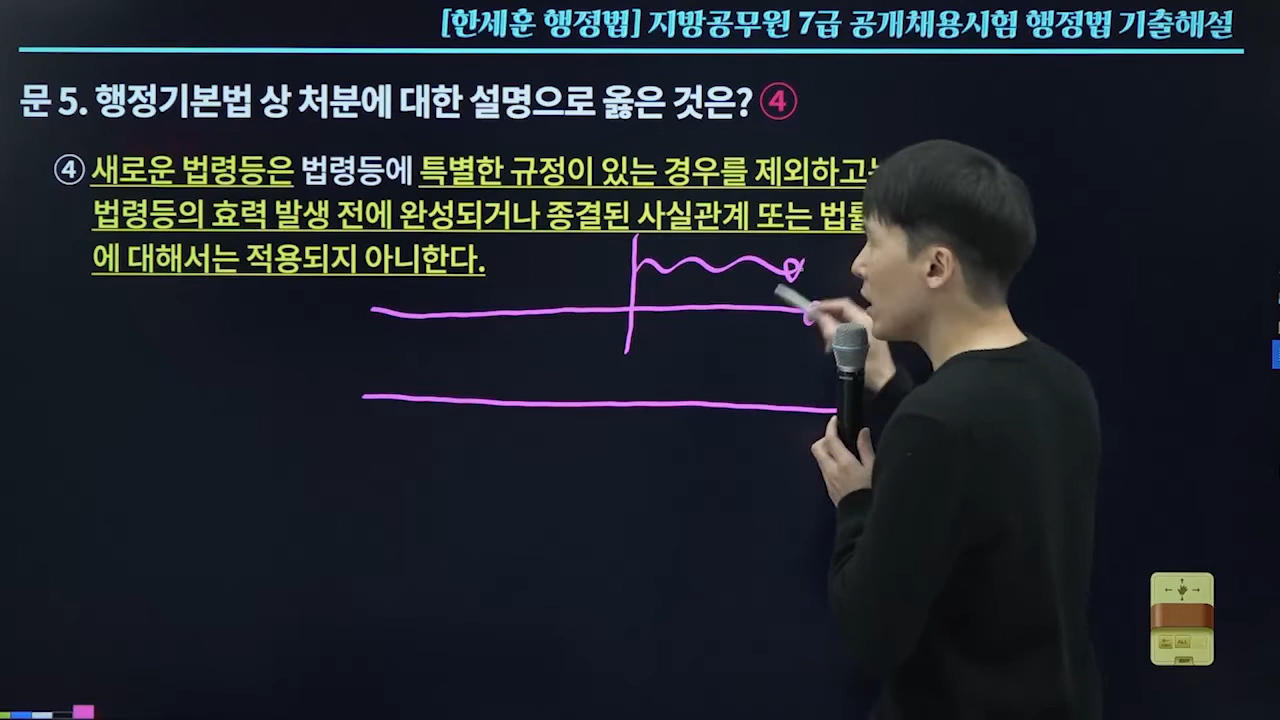 [한세훈 행정법] 지방공무원 7급 공개채용시험 행정법 기출해설
문 5. 행정기본법 상 처분에 대한 설명으로 옳은 것은? ④
④ 새로운 법령등은 법령등에 특별한 규정이 있는 경우를 제외하고
법령등의 효력 발생 전에 완성되거나 종결된 사실관계 또는 법률
에 대해서는 적용되지 아니한다.
ALL